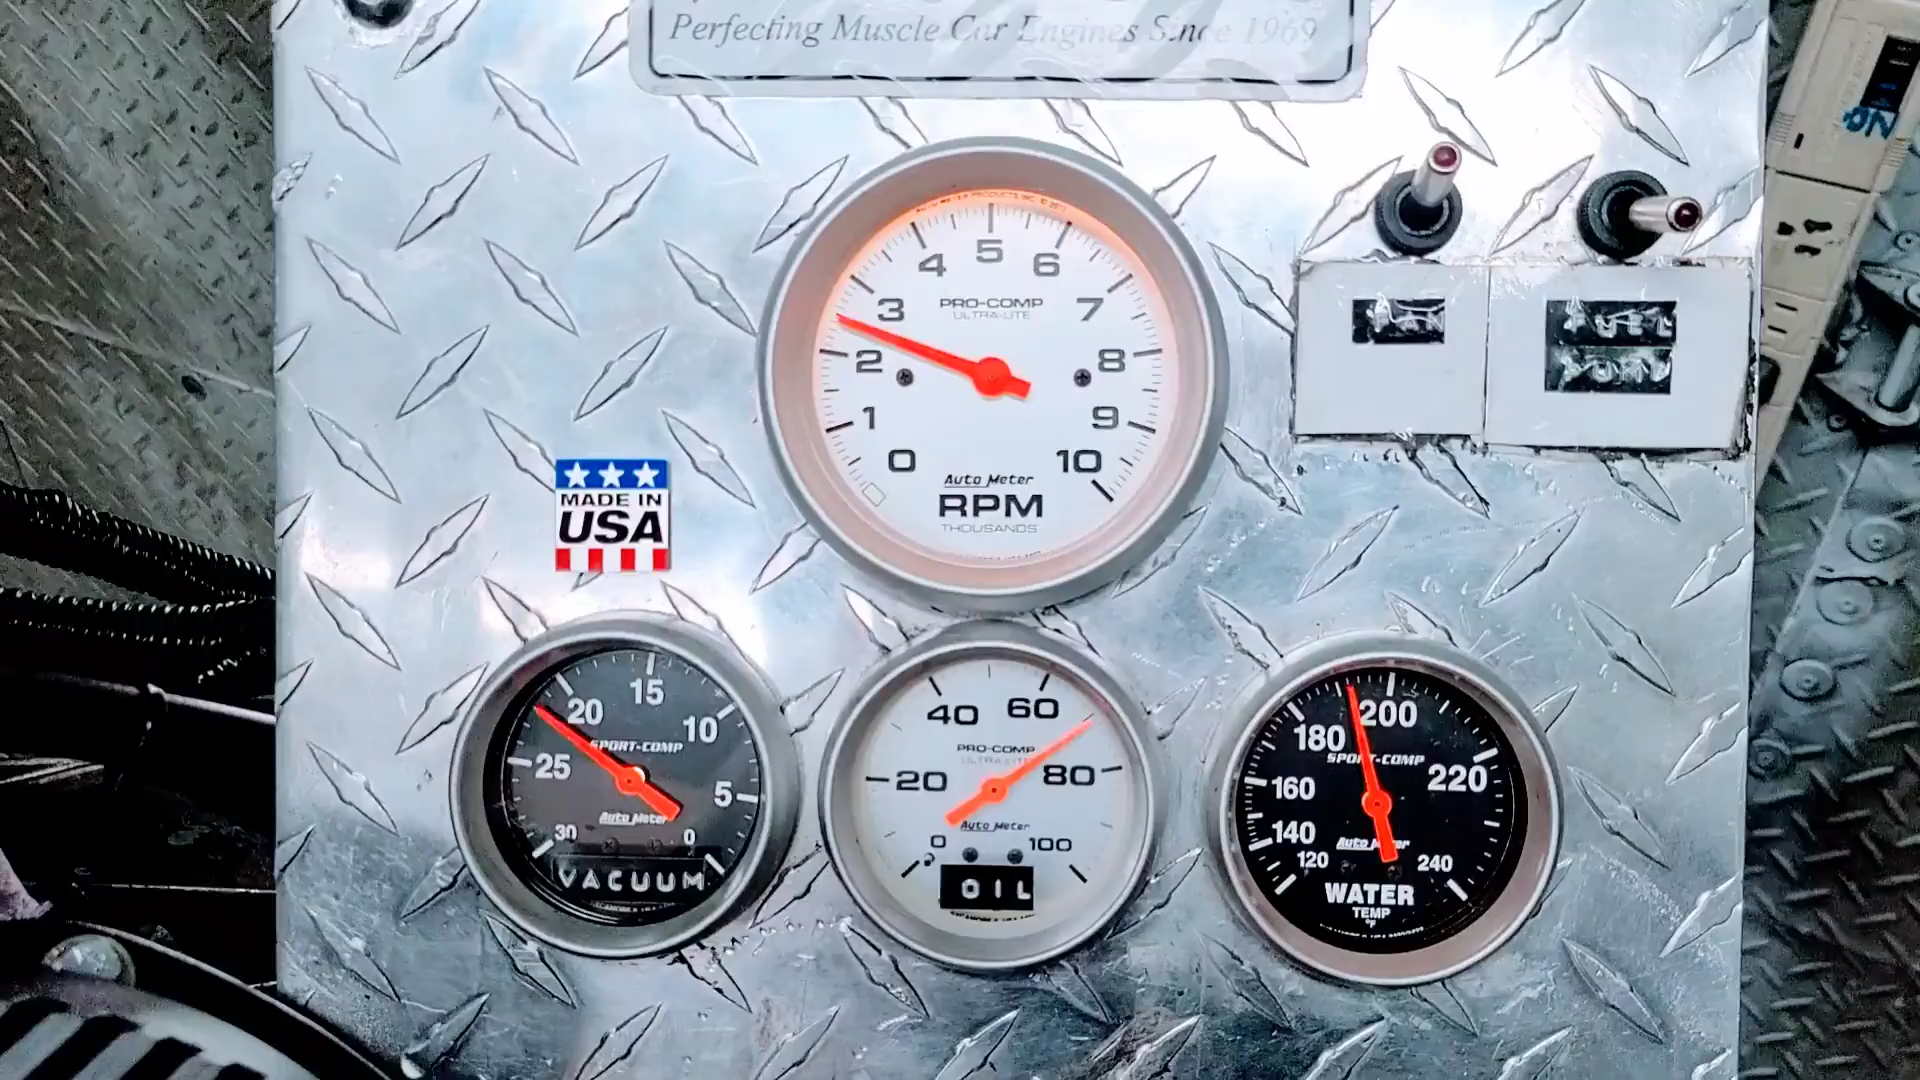 Perfecting Muscle Car Engines Since 1969
5
4 6
3 7
PRO-COMP
ULTRA-LITE
2 8
1 9
0 10
Auto Meter
RPM
THOUSANDS
FUEL
PUMP
MADE IN
USA
15
20 10
SPORT-COMP
25 5
Auto Meter
30 0
VACUUM
40 60
PRO-COMP
ULTRA-LITE
20 80
Auto Meter
0 100
OIL
200
180
SPORT-COMP
160 220
140
Auto Meter
120 240
WATER
TEMP
°F